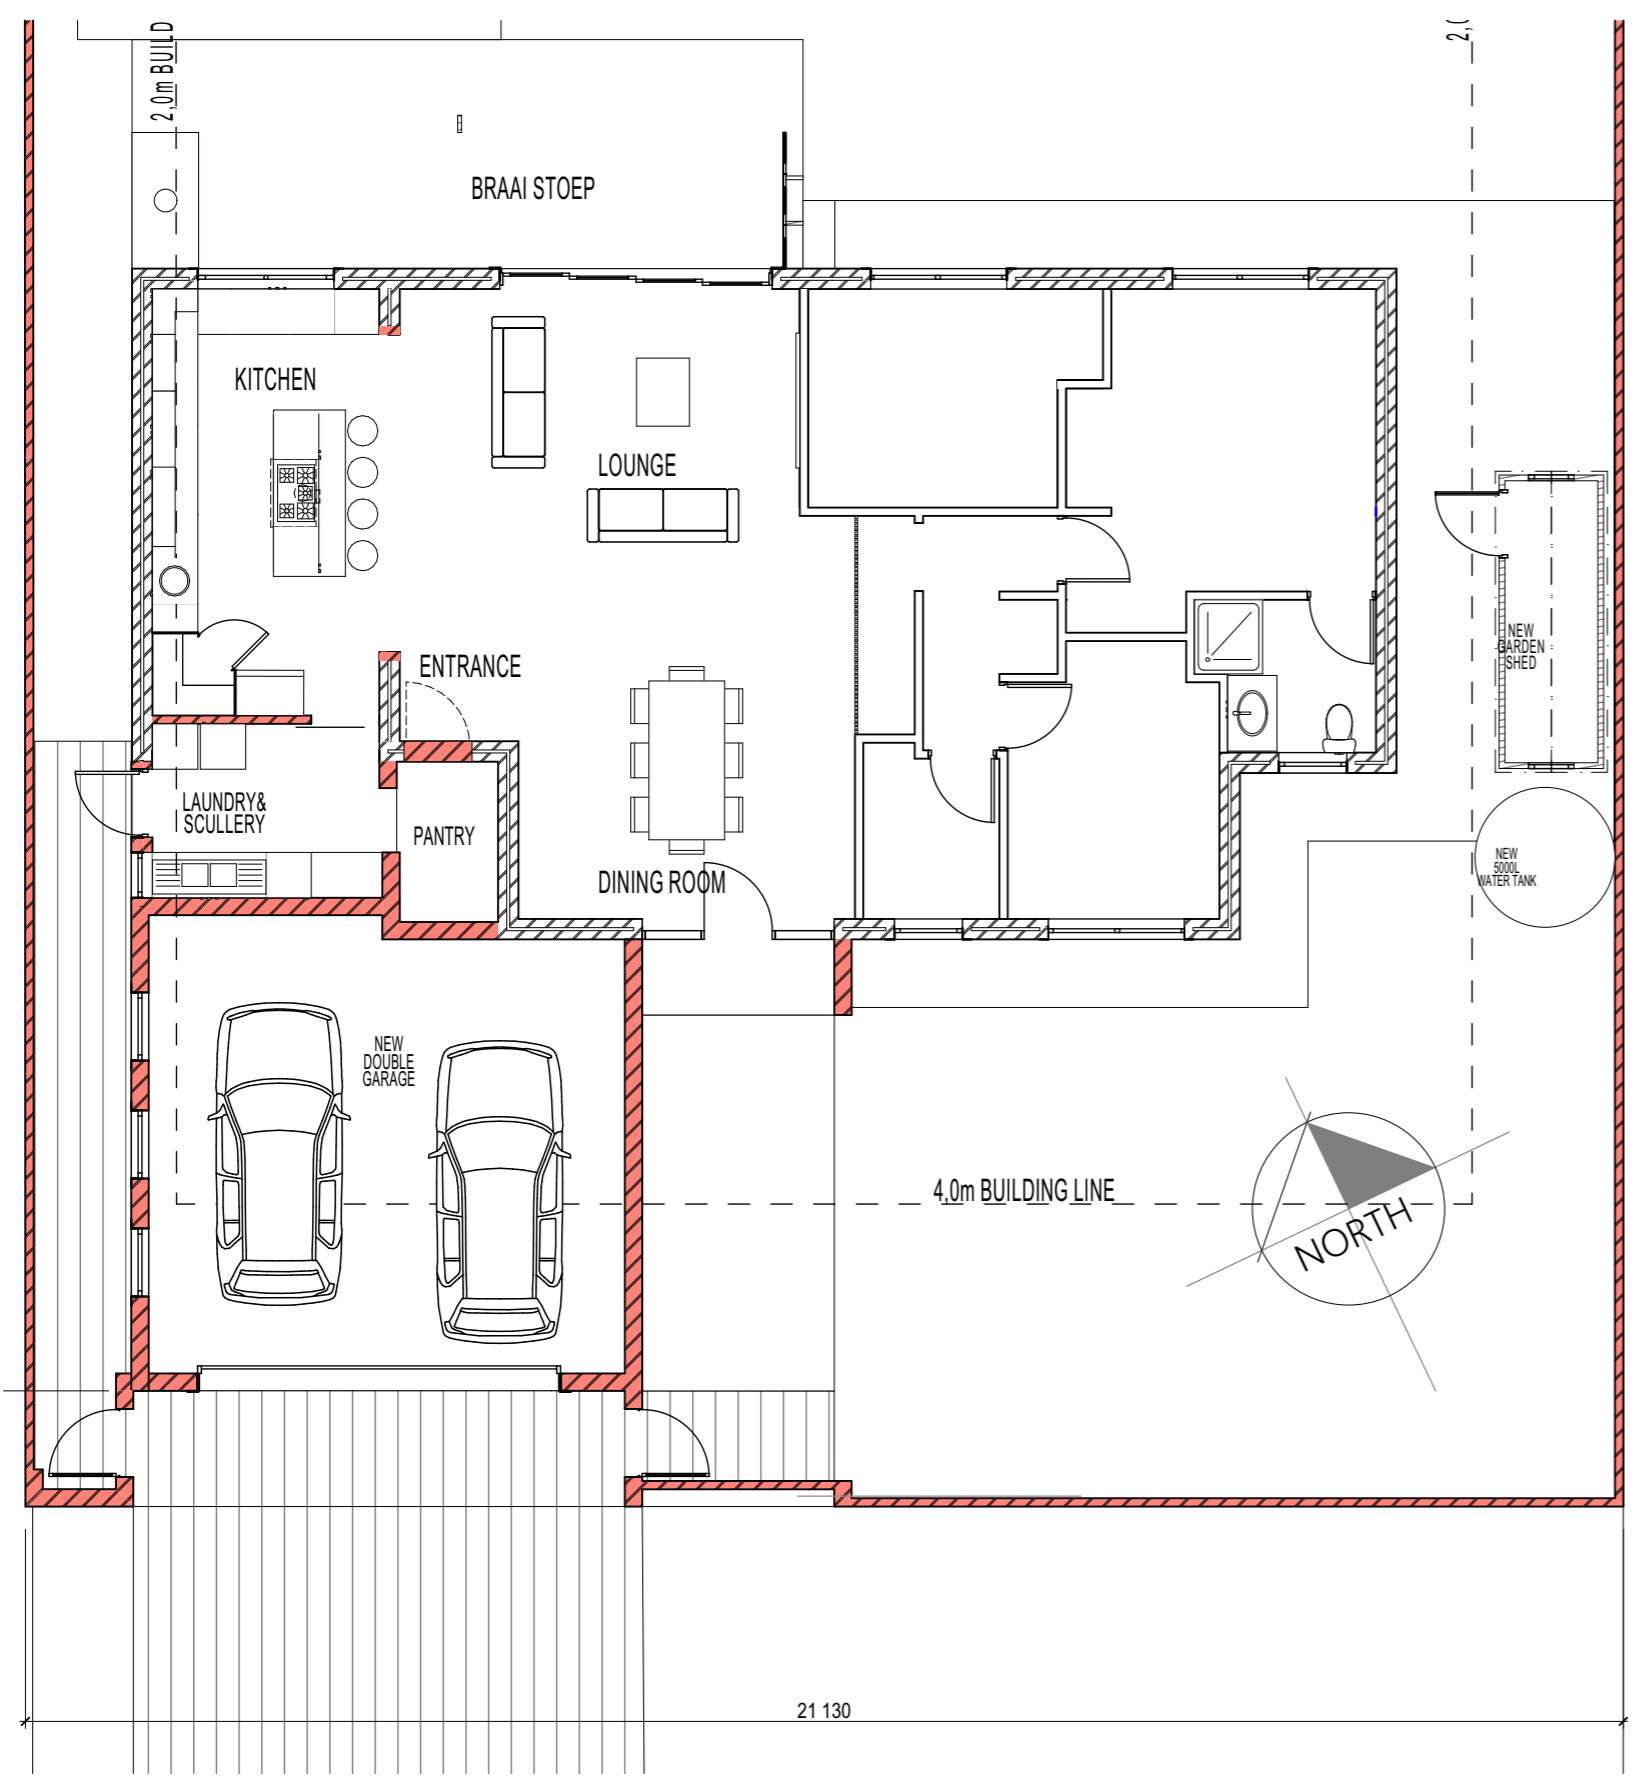 2,0m BUILD
BRAAI STOEP
KITCHEN
LOUNGE
ENTRANCE
NEW
GARDEN
SHED
LAUNDRY&
SCULLERY
PANTRY
DINING ROOM
NEW
5000L
WATER TANK
NEW
DOUBLE
GARAGE
4,0m BUILDING LINE
NORTH
21 130